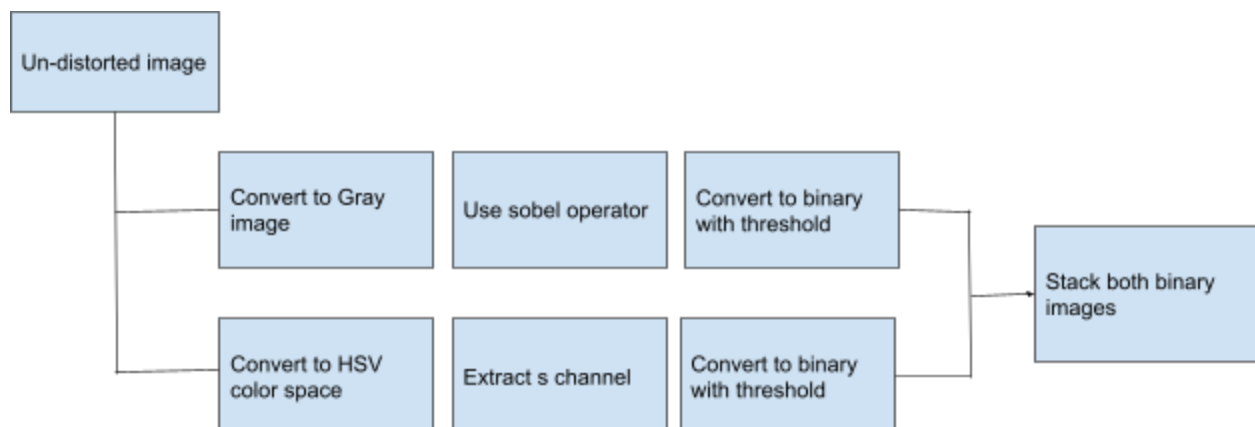 Un-distorted image
Convert to Gray
image
Use sobel operator
Convert to binary
with threshold
Convert to HSV
color space
Extract s channel
Convert to binary
with threshold
Stack both binary
images